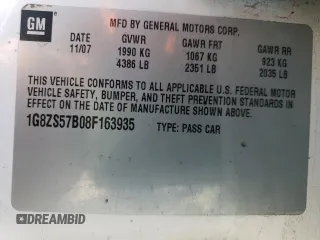 GM
MFD BY GENERAL MOTORS CORP.
DATE GVWR GAWR FRT GAWR RR
11/07 1990 KG 1067 KG 923 KG
4386 LB 2351 LB 2035 LB
THIS VEHICLE CONFORMS TO ALL APPLICABLE U.S. FEDERAL MOTOR
VEHICLE SAFETY, BUMPER, AND THEFT PREVENTION STANDARDS IN
EFFECT ON THE DATE OF MANUFACTURE SHOWN ABOVE.
1G8ZS57B08F163935 TYPE: PASS CAR
DREAMBID